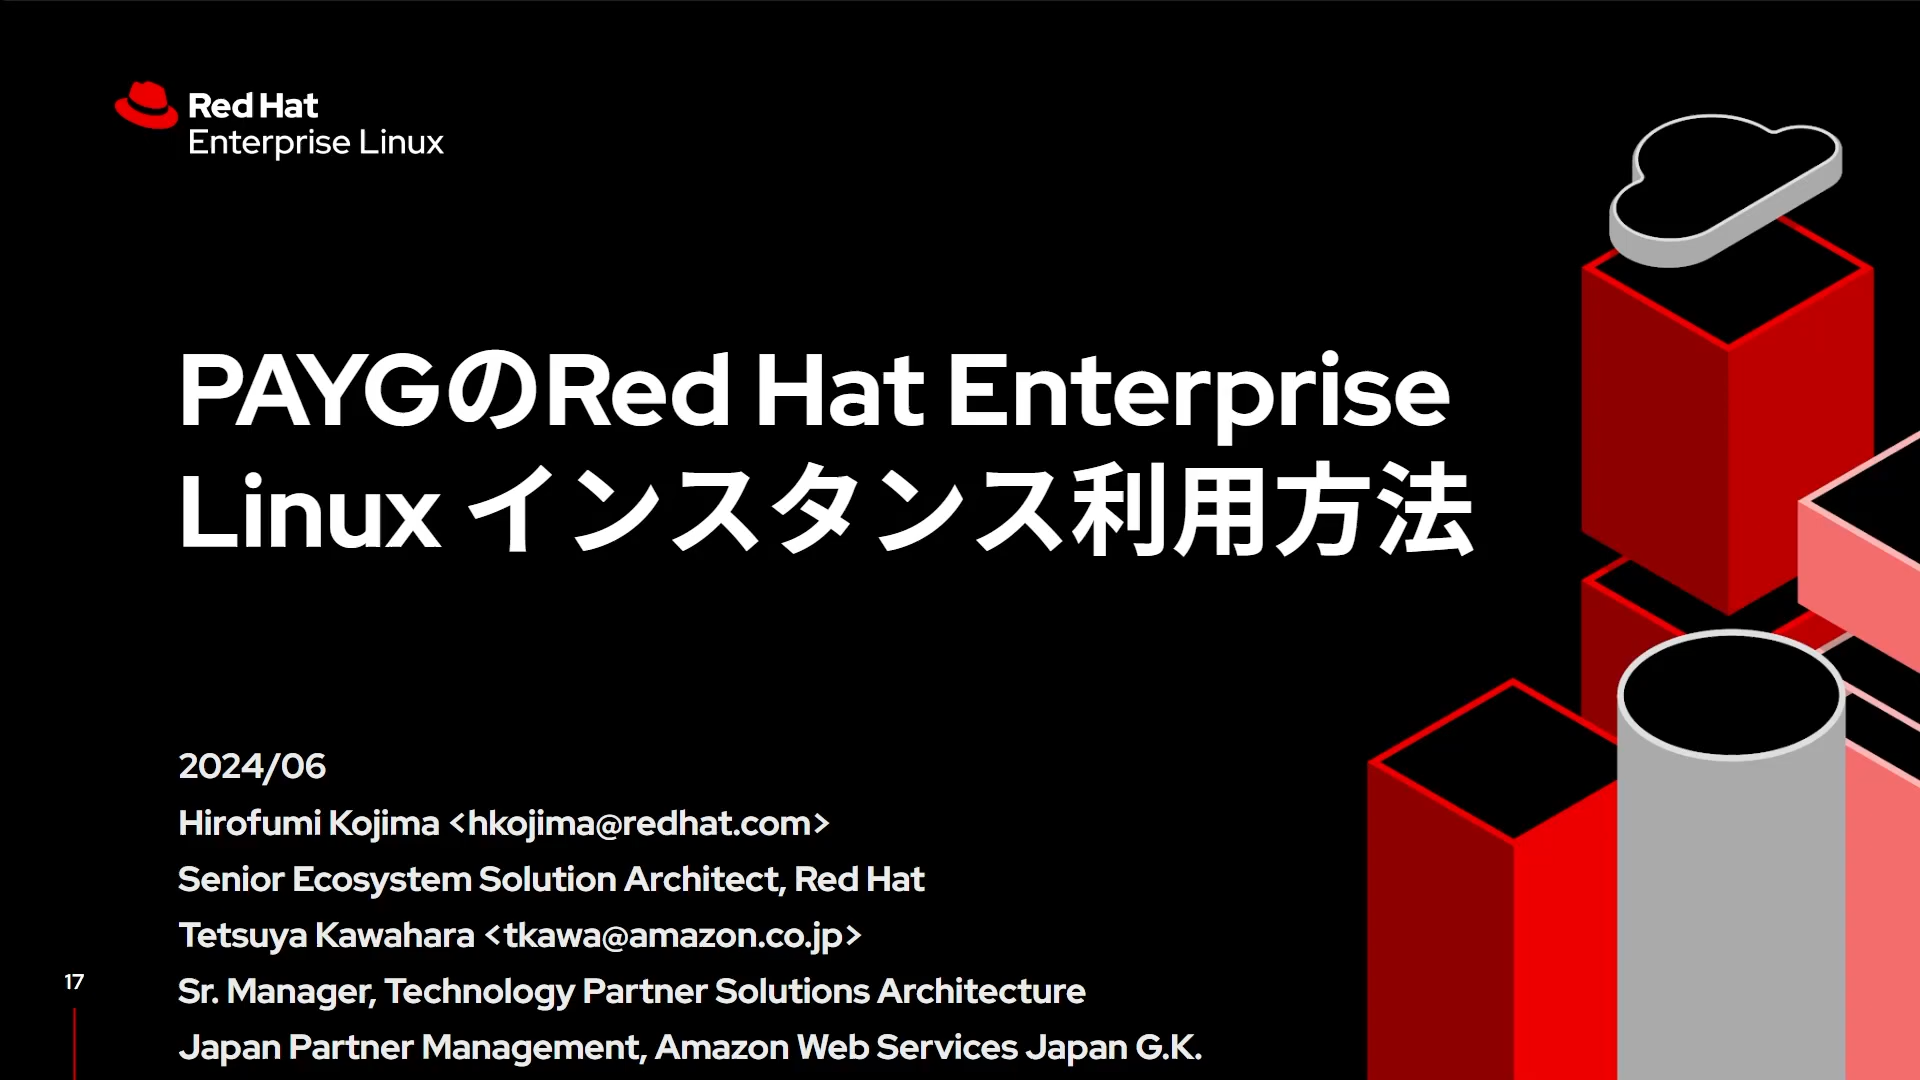 Red Hat
Enterprise Linux
PAYGのRed Hat Enterprise
Linux インスタンス利用方法
2024/06
Hirofumi Kojima <hkojima@redhat.com>
Senior Ecosystem Solution Architect, Red Hat
Tetsuya Kawahara <tkawa@amazon.co.jp>
Sr. Manager, Technology Partner Solutions Architecture
Japan Partner Management, Amazon Web Services Japan G.K.
17